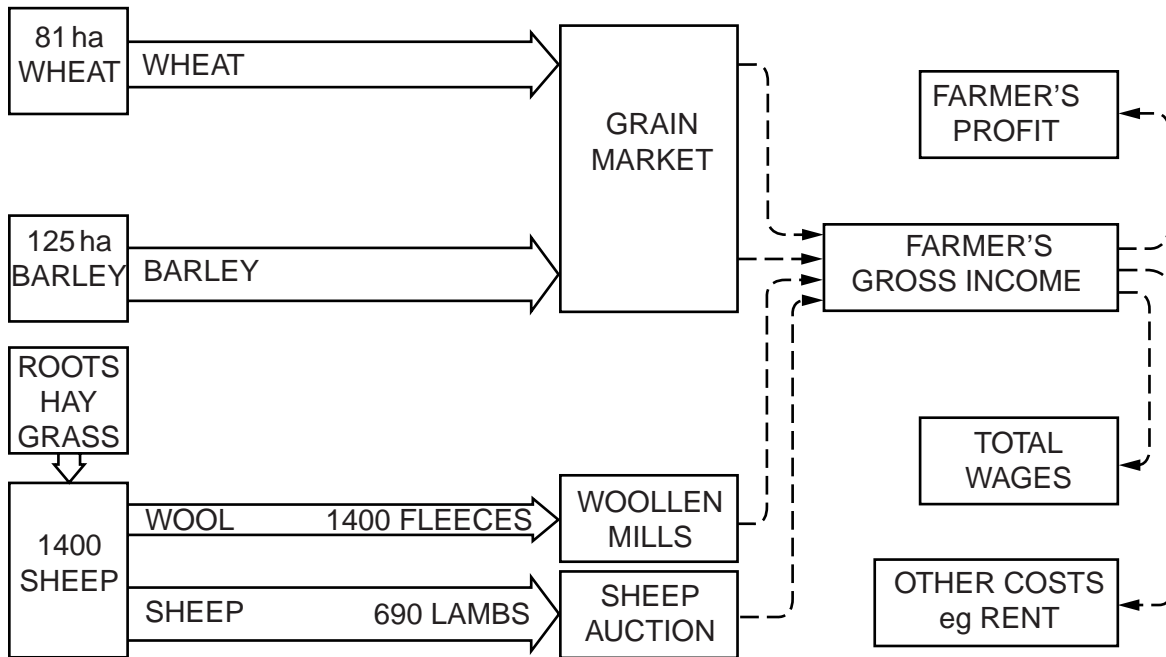 81 ha
WHEAT
WHEAT
GRAIN
MARKET
FARMER'S
PROFIT
125 ha
BARLEY
BARLEY
FARMER'S
GROSS INCOME
ROOTS
HAY
GRASS
TOTAL
WAGES
1400
SHEEP
WOOL 1400 FLEECES
WOOLLEN
MILLS
SHEEP 690 LAMBS
SHEEP
AUCTION
OTHER COSTS
eg RENT